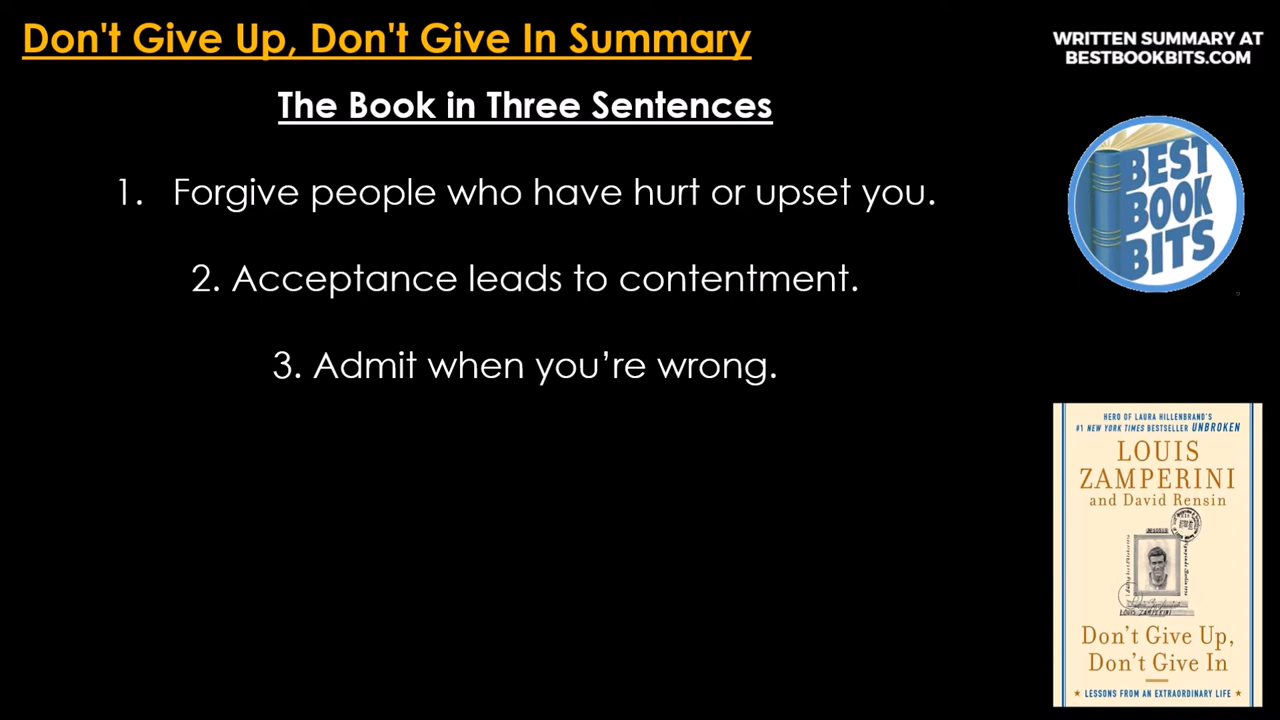 Don't Give Up, Don't Give In Summary
The Book in Three Sentences
1. Forgive people who have hurt or upset you.
2. Acceptance leads to contentment.
3. Admit when you’re wrong.
WRITTEN SUMMARY AT
BESTBOOKBITS.COM
BEST
BOOK
BITS
HERO OF LAURA HILLENBRAND'S
#1 NEW YORK TIMES BESTSELLER UNBROKEN
LOUIS
ZAMPERINI
and David Rensin
LOUIS ZAMPERINI
Don't Give Up,
Don't Give In
★ LESSONS FROM AN EXTRAORDINARY LIFE ★